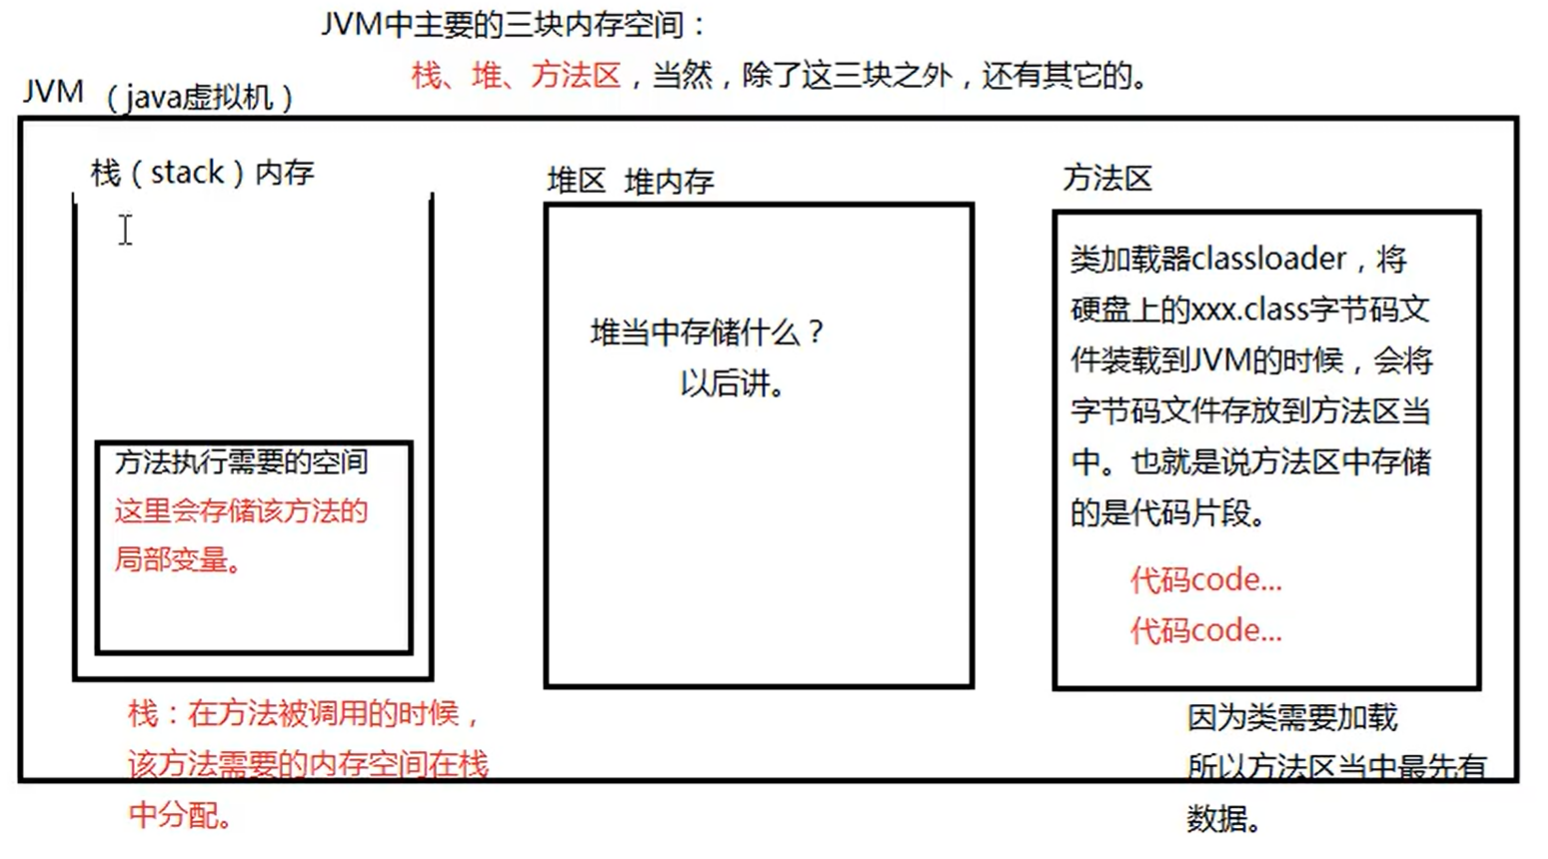 JVM中主要的三块内存空间：
栈、堆、方法区，当然，除了这三块之外，还有其它的。
JVM （java虚拟机）
栈（stack）内存
方法执行需要的空间
这里会存储该方法的
局部变量。
栈：在方法被调用的时候，
该方法需要的内存空间在栈
中分配。
堆区 堆内存
堆当中存储什么？
以后讲。
方法区
类加载器classloader，将
硬盘上的xxx.class字节码文
件装载到JVM的时候，会将
字节码文件存放到方法区当
中。也就是说方法区中存储
的是代码片段。
代码code...
代码code...
因为类需要加载
所以方法区当中最先有
数据。